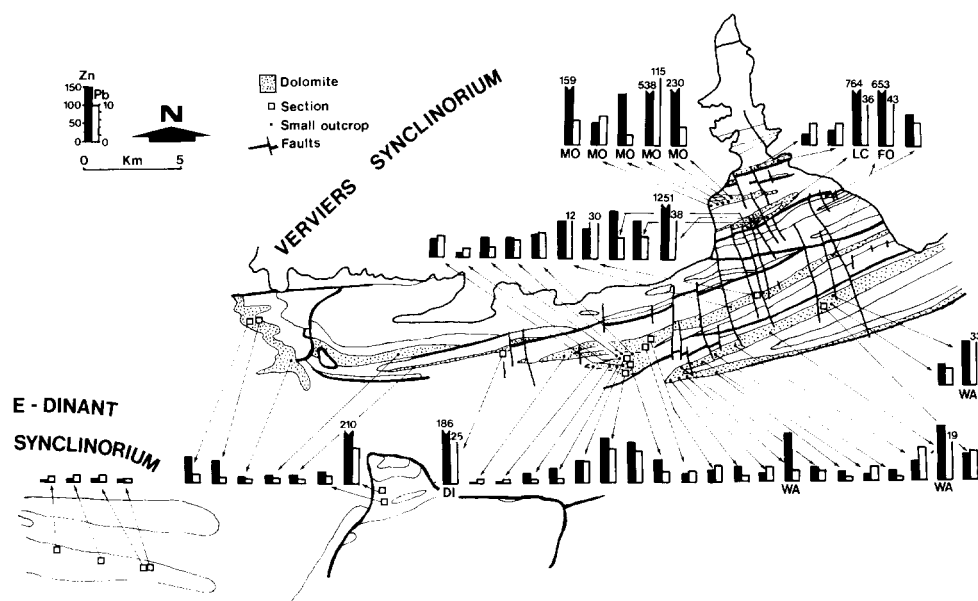 Zn
150
100
50
0
Pb
10
N
0 Km 5
Dolomite
Section
Small outcrop
Faults
VERVIERS SYNCLINORIUM
159
538
115
230
MO MO MO MO MO
764
36
653
43
LC FO
12
30
1251
38
33
WA
E - DINANT
SYNCLINORIUM
210
186
25
DI
WA
19
WA